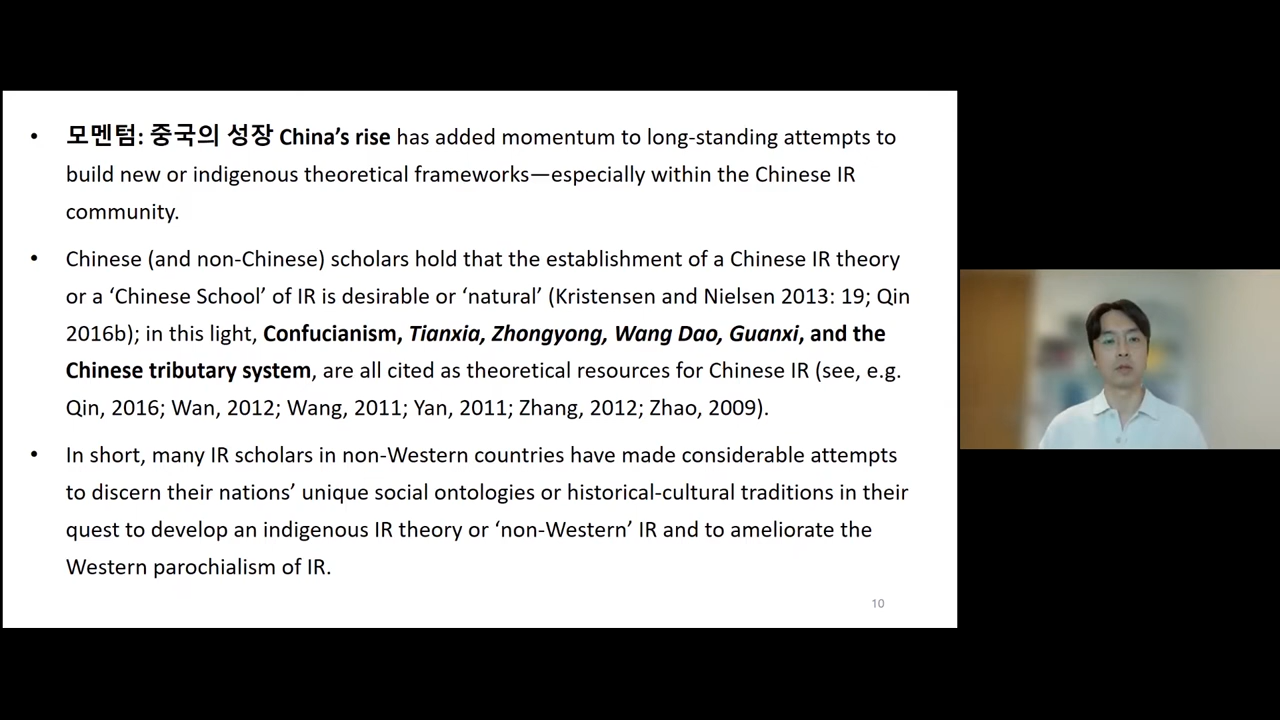 • 모멘텀: 중국의 성장 China’s rise has added momentum to long-standing attempts to
build new or indigenous theoretical frameworks—especially within the Chinese IR
community.
• Chinese (and non-Chinese) scholars hold that the establishment of a Chinese IR theory
or a ‘Chinese School’ of IR is desirable or ‘natural’ (Kristensen and Nielsen 2013: 19; Qin
2016b); in this light, Confucianism, Tianxia, Zhongyong, Wang Dao, Guanxi, and the
Chinese tributary system, are all cited as theoretical resources for Chinese IR (see, e.g.
Qin, 2016; Wan, 2012; Wang, 2011; Yan, 2011; Zhang, 2012; Zhao, 2009).
• In short, many IR scholars in non-Western countries have made considerable attempts
to discern their nations’ unique social ontologies or historical-cultural traditions in their
quest to develop an indigenous IR theory or ‘non-Western’ IR and to ameliorate the
Western parochialism of IR.
10